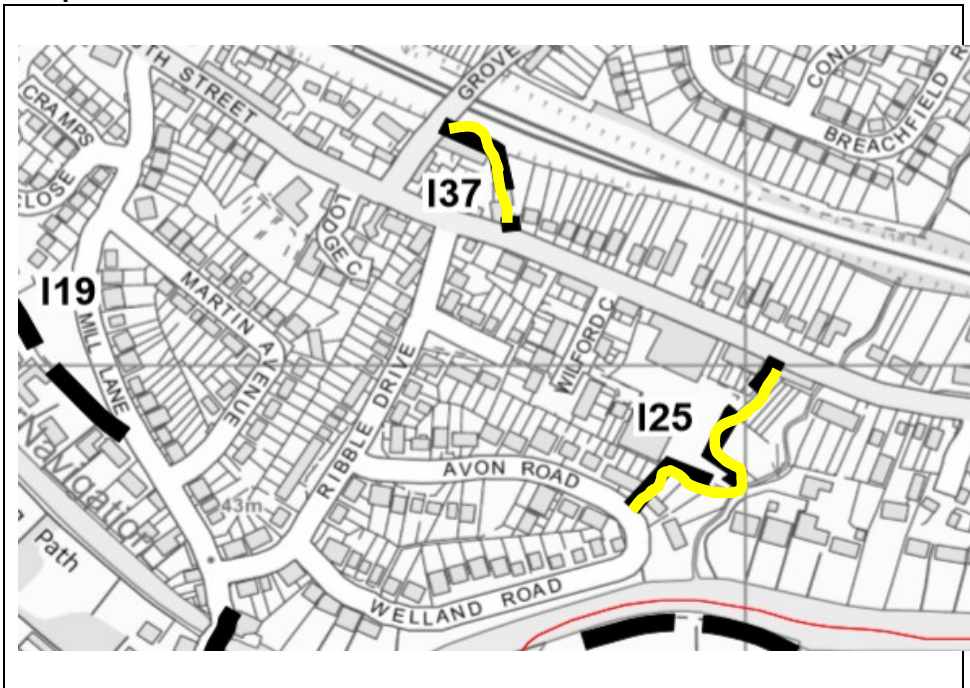 TH STREET
GROVE
COND
BREACHFIELD R
CRAMPS
CLOSE
I37
LODGE C
I19
MARTIN AVENUE
MILL LANE
WILFORD C
RIBBLE DRIVE
I25
AVON ROAD
Navigation
43m
Path
WELLAND ROAD